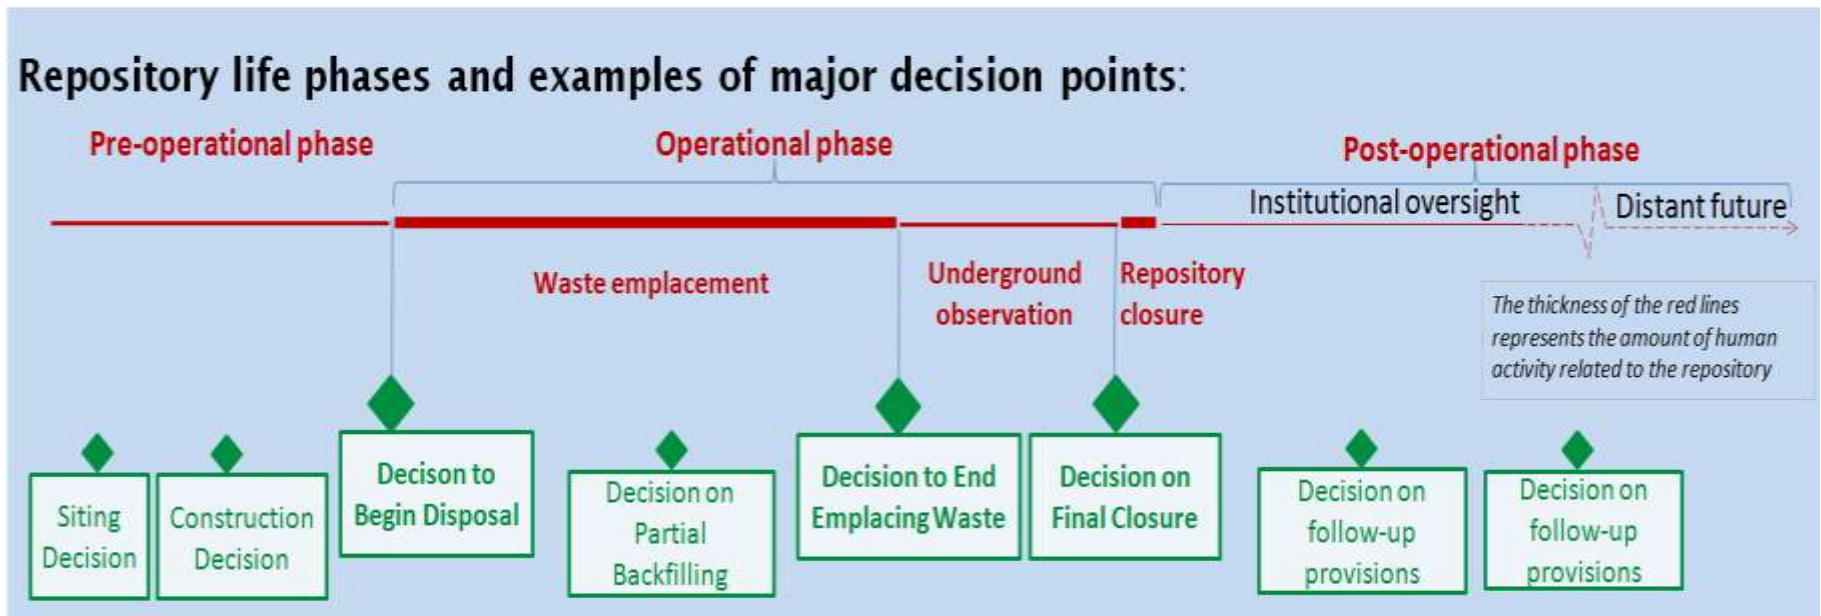 Repository life phases and examples of major decision points:
Pre-operational phase
Operational phase
Post-operational phase
Institutional oversight
Distant future
Waste emplacement
Underground
observation
Repository
closure
The thickness of the red lines
represents the amount of human
activity related to the repository
Siting
Decision
Construction
Decision
Decison to
Begin Disposal
Decision on
Partial
Backfilling
Decision to End
Emplacing Waste
Decision on
Final Closure
Decision on
follow-up
provisions
Decision on
follow-up
provisions